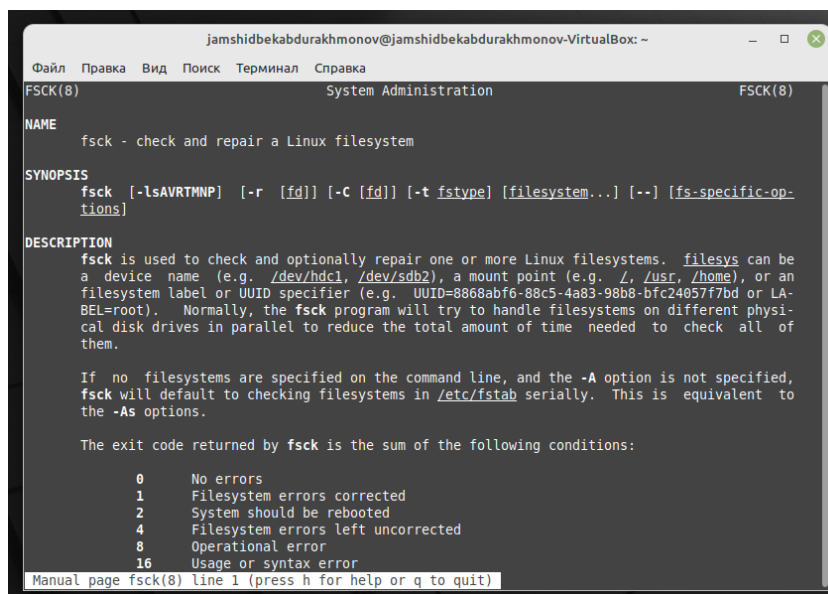 jamshidbekabdurakhmonov@jamshidbekabdurakhmonov-VirtualBox: ~
Файл Правка Вид Поиск Терминал Справка
FSCK(8) System Administration FSCK(8)
NAME
fsck - check and repair a Linux filesystem
SYNOPSIS
fsck [-lsAVRTMNP] [-r [fd]] [-C [fd]] [-t fstype] [filesystem...] [--] [fs-specific-op-
tions]
DESCRIPTION
fsck is used to check and optionally repair one or more Linux filesystems. filesys can be
a device name (e.g. /dev/hdc1, /dev/sdb2), a mount point (e.g. /, /usr, /home), or an
filesystem label or UUID specifier (e.g. UUID=8868abf6-88c5-4a83-98b8-bfc24057f7bd or LA-
BEL=root). Normally, the fsck program will try to handle filesystems on different physi-
cal disk drives in parallel to reduce the total amount of time needed to check all of
them.
If no filesystems are specified on the command line, and the -A option is not specified,
fsck will default to checking filesystems in /etc/fstab serially. This is equivalent to
the -As options.
The exit code returned by fsck is the sum of the following conditions:
0 No errors
1 Filesystem errors corrected
2 System should be rebooted
4 Filesystem errors left uncorrected
8 Operational error
16 Usage or syntax error
Manual page fsck(8) line 1 (press h for help or q to quit)